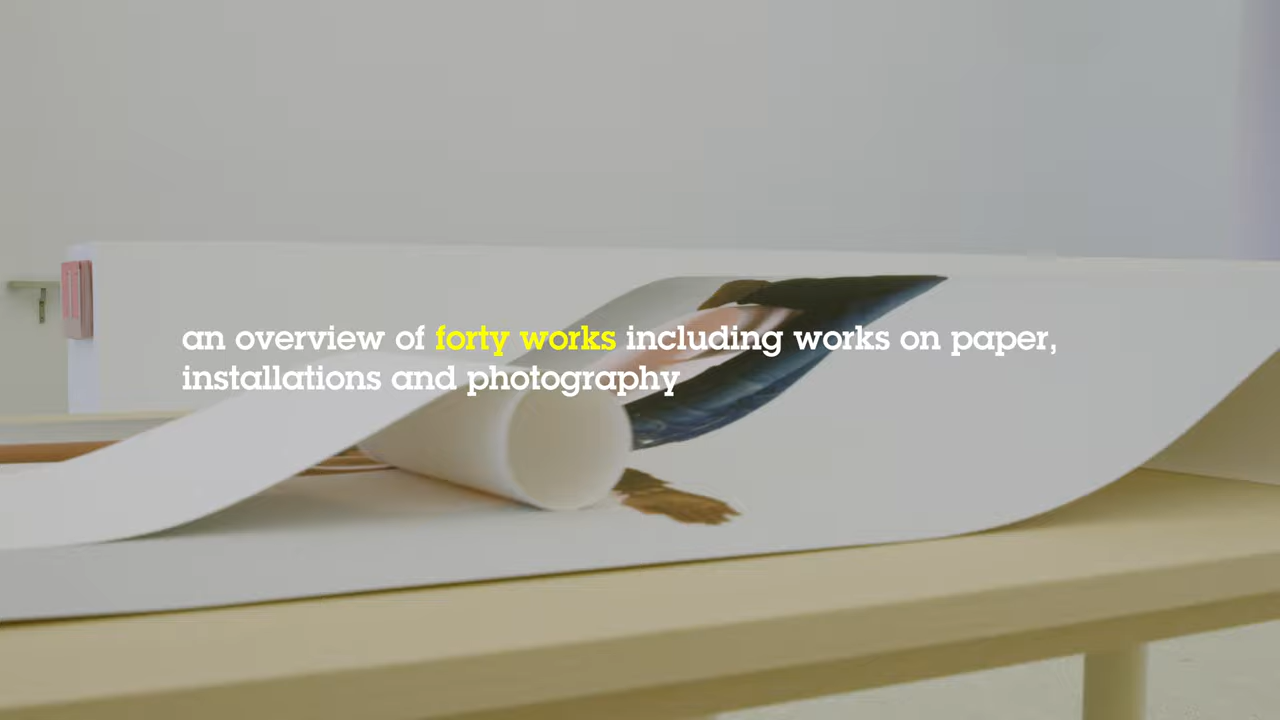 an overview of forty works including works on paper,
installations and photography